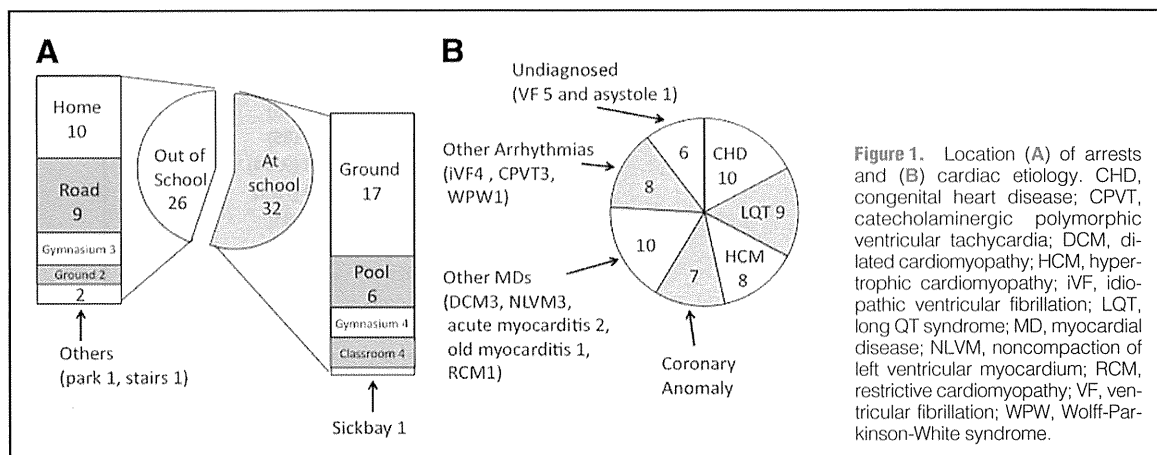 A
Home
10
Road
9
Gymnasium 3
Ground 2
2
Others
(park 1, stairs 1)
Out of
School
26
At
school
32
Ground
17
Pool
6
Gymnasium 4
Classroom 4
Sickbay 1
B
Undiagnosed
(VF 5 and asystole 1)
Other Arrhythmias
(iVF4 , CPVT3,
WPW1)
Other MDs
(DCM3, NLVM3,
acute myocarditis 2,
old myocarditis 1,
RCM1)
6
CHD
10
8
LQT 9
10
HCM
8
7
Coronary
Anomaly
Figure 1. Location (A) of arrests
and (B) cardiac etiology. CHD,
congenital heart disease; CPVT,
catecholaminergic polymorphic
ventricular tachycardia; DCM, di-
lated cardiomyopathy; HCM, hyper-
trophic cardiomyopathy; iVF, idio-
pathic ventricular fibrillation; LQT,
long QT syndrome; MD, myocardial
disease; NLVM, noncompaction of
left ventricular myocardium; RCM,
restrictive cardiomyopathy; VF, ven-
tricular fibrillation; WPW, Wolff-Par-
kinson-White syndrome.